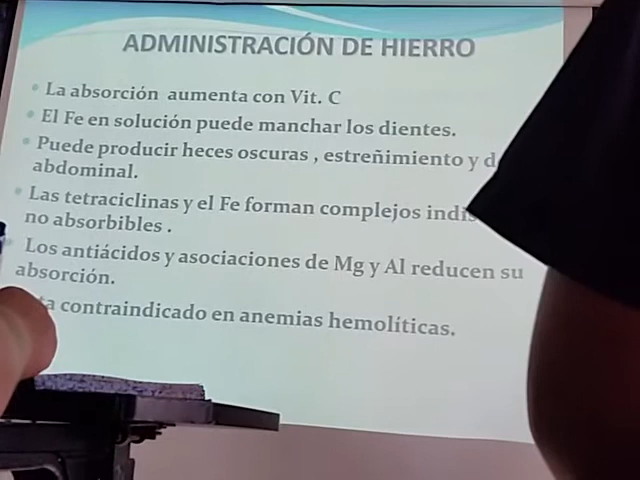 ADMINISTRACIÓN DE HIERRO
La absorción aumenta con Vit. C
El Fe en solución puede manchar los dientes.
Puede producir heces oscuras , estreñimiento y
abdominal.
Las tetraciclinas y el Fe forman complejos
no absorbibles .
Los antiácidos y asociaciones de Mg y Al reducen su
absorción.
contraindicado en anemias hemolíticas.